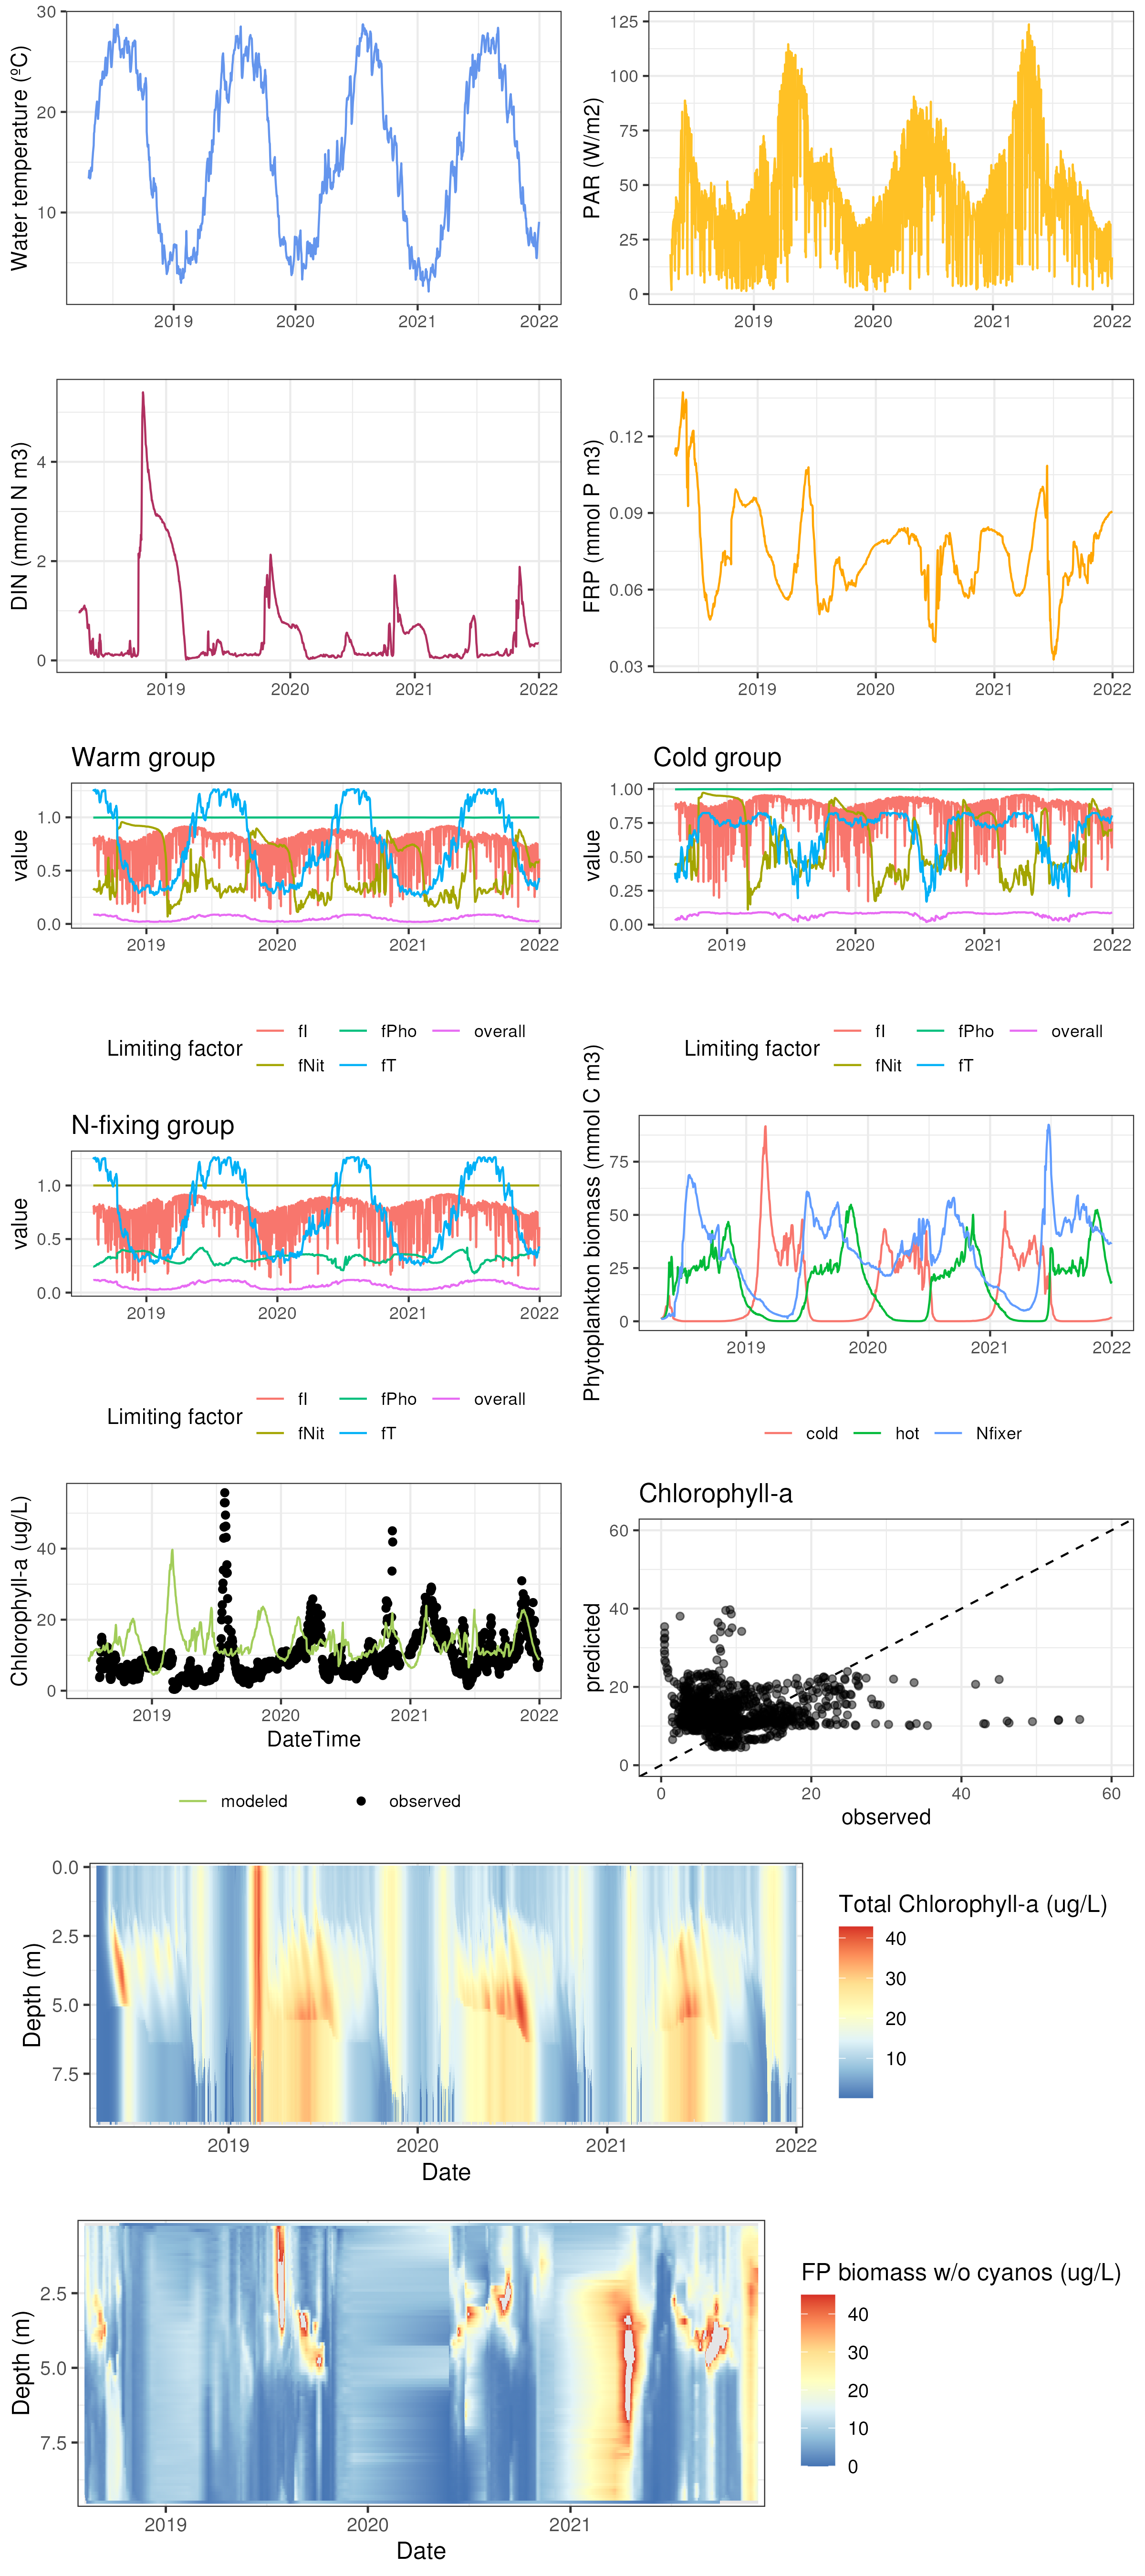 Water temperature (ºC)
30
20
10
2019 2020 2021 2022
PAR (W/m2)
125
100
75
50
25
0
2019 2020 2021 2022
DIN (mmol N m3)
4
2
0
2019 2020 2021 2022
FRP (mmol P m3)
0.12
0.09
0.06
0.03
2019 2020 2021 2022
Warm group
value
1.0
0.5
0.0
2019 2020 2021 2022
Limiting factor
fI fPho overall
fNit fT
Cold group
value
1.00
0.75
0.50
0.25
0.00
2019 2020 2021 2022
Limiting factor
fI fPho overall
fNit fT
N-fixing group
value
1.0
0.5
0.0
2019 2020 2021 2022
Limiting factor
fI fPho overall
fNit fT
Phytoplankton biomass (mmol C m3)
75
50
25
0
2019 2020 2021 2022
cold hot Nfixer
Chlorophyll-a (ug/L)
40
20
0
2019 2020 2021 2022
DateTime
modeled observed
Chlorophyll-a
predicted
60
40
20
0
0 20 40 60
observed
Depth (m)
0.0
2.5
5.0
7.5
2019 2020 2021 2022
Date
Total Chlorophyll-a (ug/L)
40
30
20
10
Depth (m)
2.5
5.0
7.5
2019 2020 2021
Date
FP biomass w/o cyanos (ug/L)
40
30
20
10
0